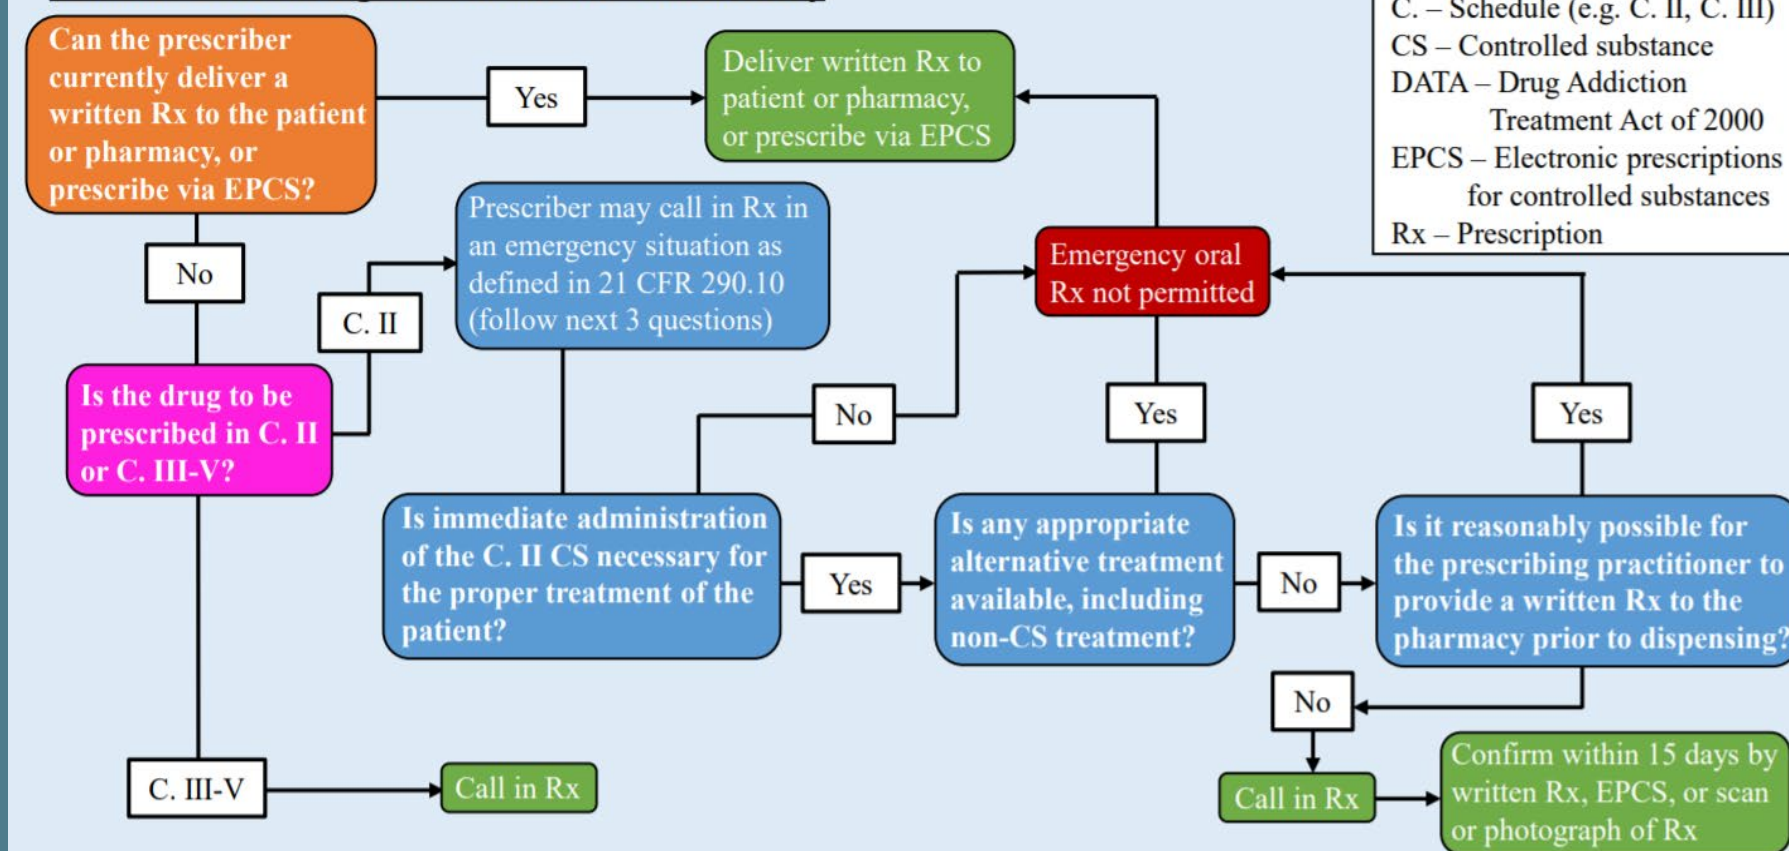 Can the prescriber
currently deliver a
written Rx to the patient
or pharmacy, or
prescribe via EPCS?
Yes
Deliver written Rx to
patient or pharmacy,
or prescribe via EPCS
C. – Schedule (e.g. C. II, C. III)
CS – Controlled substance
DATA – Drug Addiction
Treatment Act of 2000
EPCS – Electronic prescriptions
for controlled substances
Rx – Prescription
No
C. II
Prescriber may call in Rx in
an emergency situation as
defined in 21 CFR 290.10
(follow next 3 questions)
Emergency oral
Rx not permitted
Is the drug to be
prescribed in C. II
or C. III-V?
No
Yes
Yes
Is immediate administration
of the C. II CS necessary for
the proper treatment of the
patient?
Yes
Is any appropriate
alternative treatment
available, including
non-CS treatment?
No
Is it reasonably possible for
the prescribing practitioner to
provide a written Rx to the
pharmacy prior to dispensing?
No
C. III-V
Call in Rx
Call in Rx
Confirm within 15 days by
written Rx, EPCS, or scan
or photograph of Rx